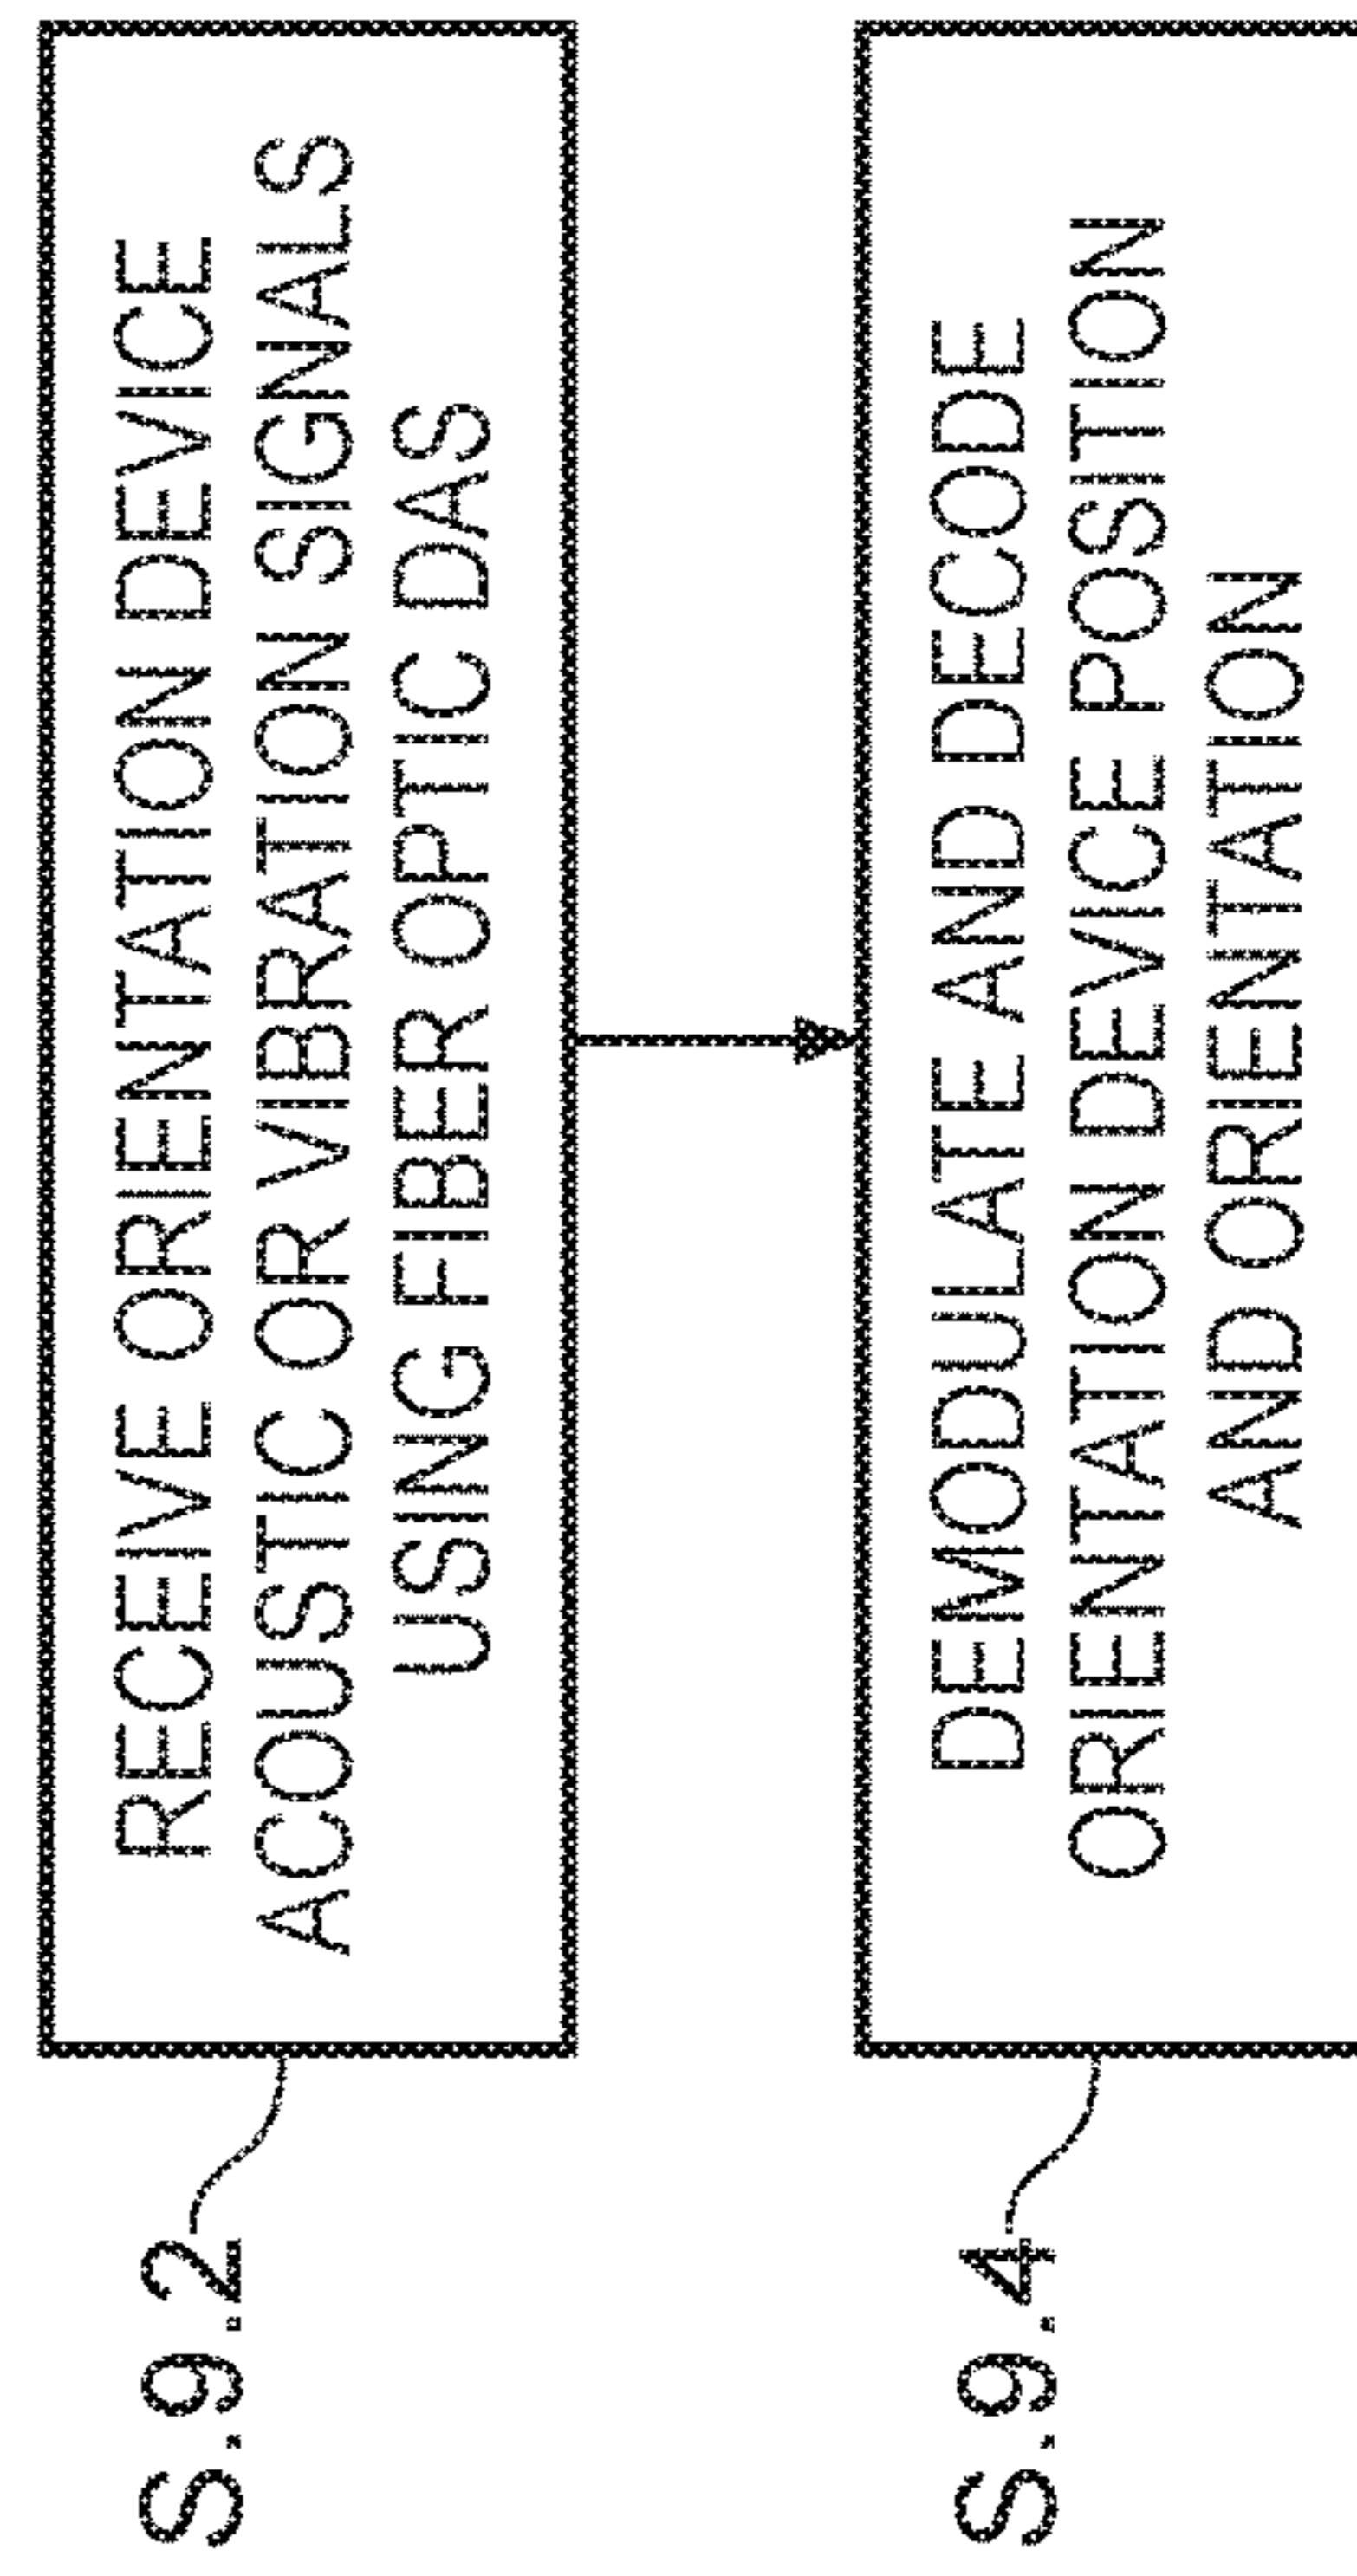 S.9.2
RECEIVE ORIENTATION DEVICE
ACOUSTIC OR VIBRATION SIGNALS
USING FIBER OPTIC DAS
S.9.4
DEMODULATE AND DECODE
ORIENTATION DEVICE POSITION
AND ORIENTATION